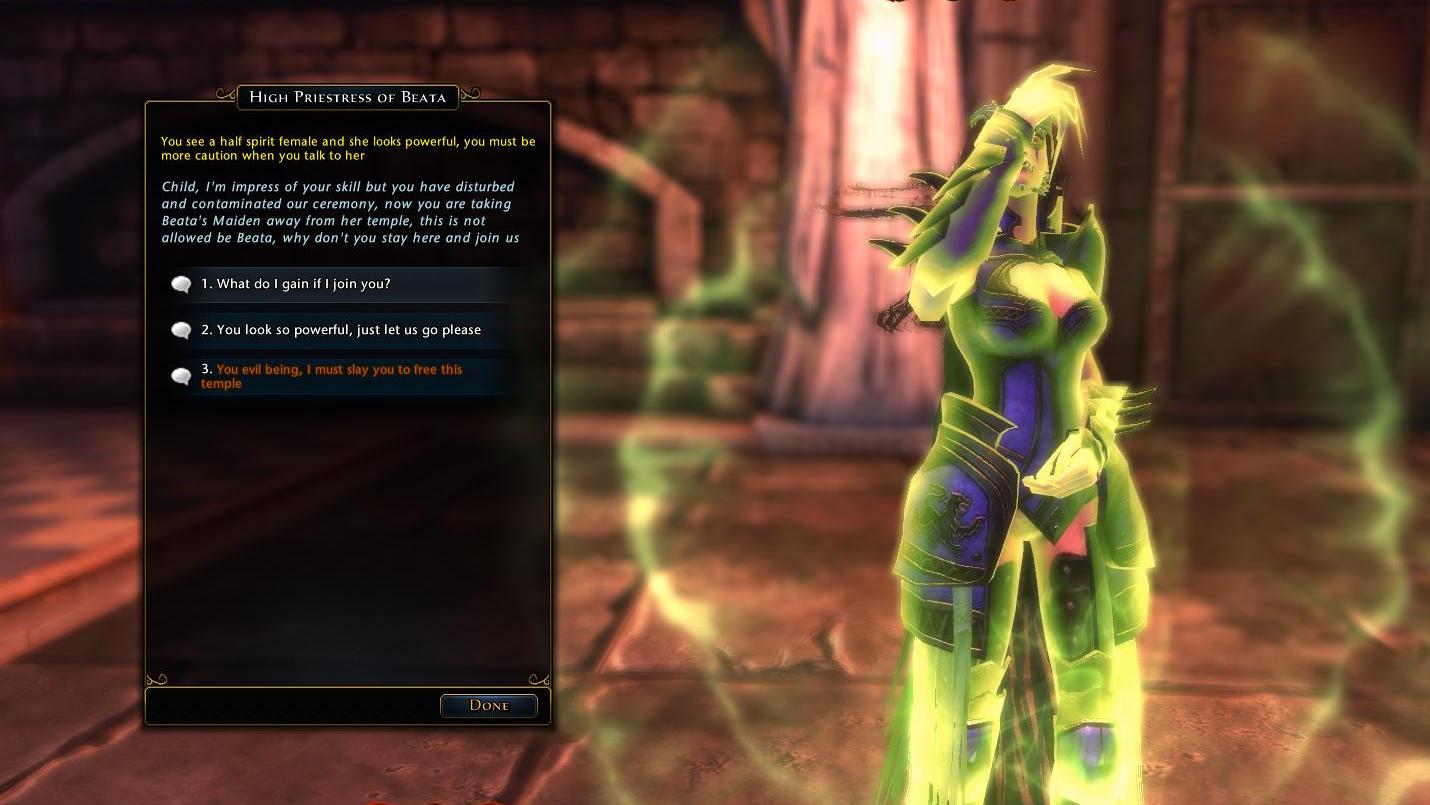 High Priestress of Beata
You see a half spirit female and she looks powerful, you must be
more caution when you talk to her
Child, I'm impress of your skill but you have disturbed
and contaminated our ceremony, now you are taking
Beata's Maiden away from her temple, this is not
allowed be Beata, why don't you stay here and join us
1. What do I gain if I join you?
2. You look so powerful, just let us go please
3. You evil being, I must slay you to free this
temple
Done